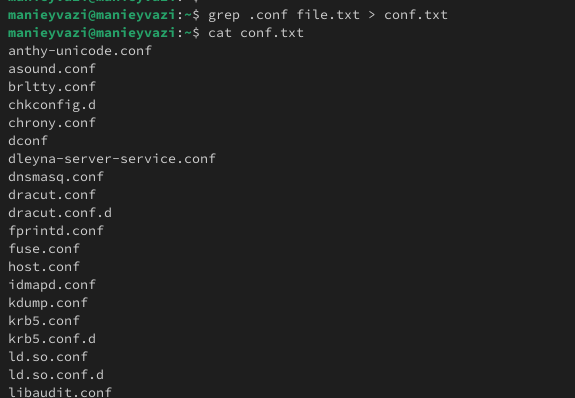 manieyvazi@manieyvazi:~$ grep .conf file.txt > conf.txt
manieyvazi@manieyvazi:~$ cat conf.txt
anthy-unicode.conf
asound.conf
brltty.conf
chkconfig.d
chrony.conf
dconf
dleyna-server-service.conf
dnsmasq.conf
dracut.conf
dracut.conf.d
fprintd.conf
fuse.conf
host.conf
idmapd.conf
kdump.conf
krb5.conf
krb5.conf.d
ld.so.conf
ld.so.conf.d
libaudit.conf